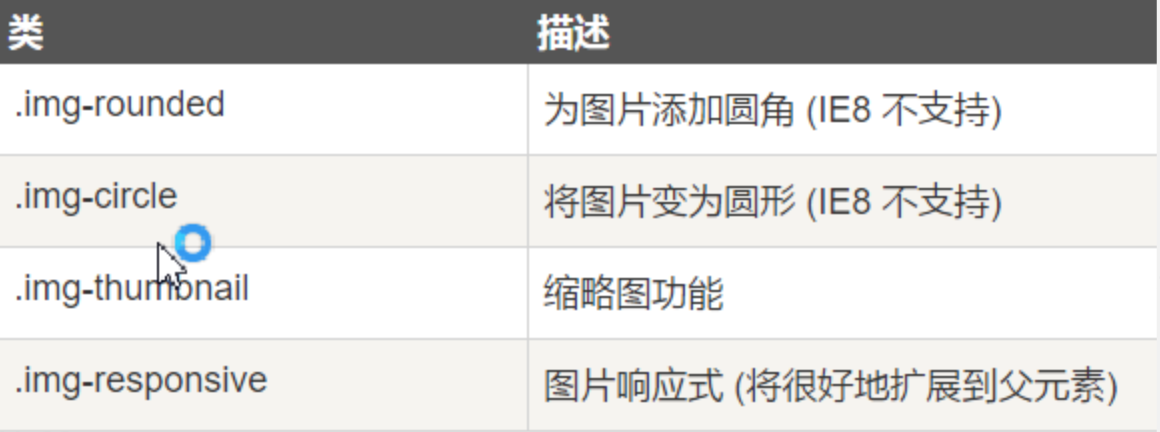 类 描述
.img-rounded 为图片添加圆角 (IE8 不支持)
.img-circle 将图片变为圆形 (IE8 不支持)
.img-thumbnail 缩略图功能
.img-responsive 图片响应式 (将很好地扩展到父元素)